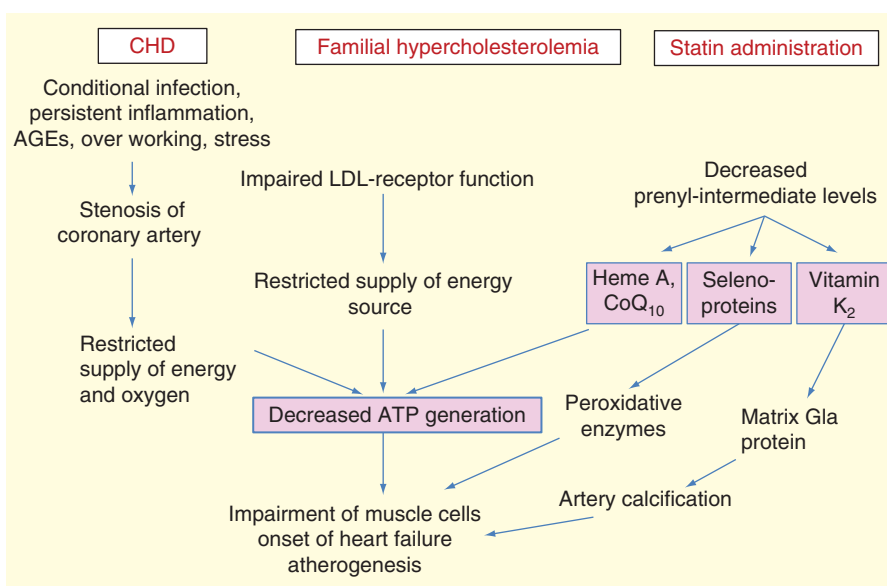 CHD
Conditional infection,
persistent inflammation,
AGEs, over working, stress
Stenosis of
coronary artery
Restricted
supply of energy
and oxygen
Familial hypercholesterolemia
Impaired LDL-receptor function
Restricted supply of energy
source
Decreased ATP generation
Impairment of muscle cells
onset of heart failure
atherogenesis
Statin administration
Decreased
prenyl-intermediate levels
Heme A,
CoQ10
Seleno-
proteins
Vitamin
K2
Peroxidative
enzymes
Matrix Gla
protein
Artery calcification